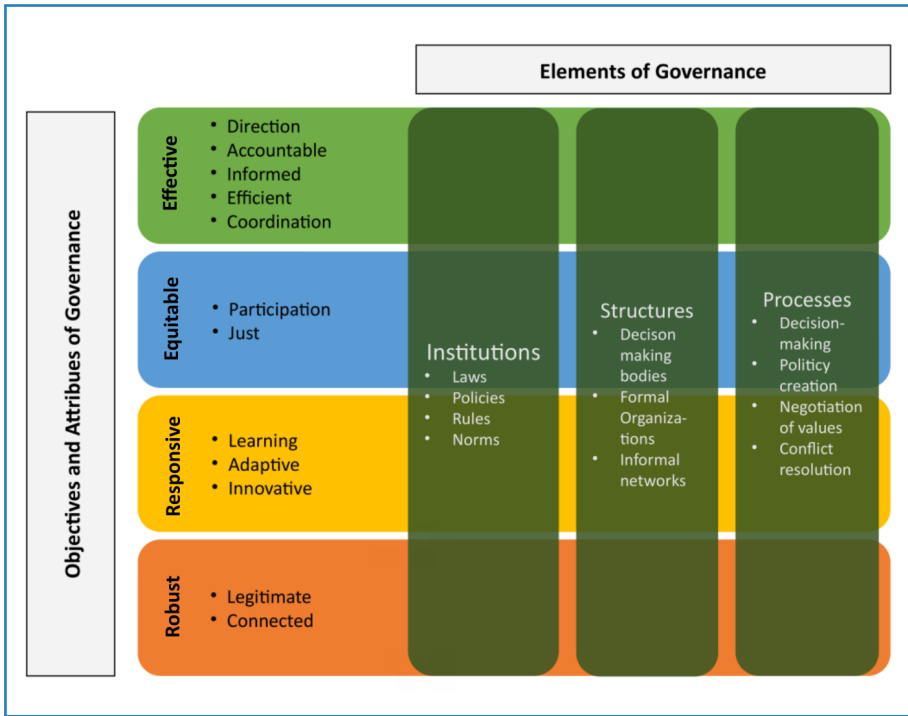 Elements of Governance
Objectives and Attribues of Governance
Effective
• Direction
• Accountable
• Informed
• Efficient
• Coordination
Equitable
• Participation
• Just
Responsive
• Learning
• Adaptive
• Innovative
Robust
• Legitimate
• Connected
Institutions
• Laws
• Policies
• Rules
• Norms
Structures
• Decison
making
bodies
• Formal
Organiza-
tions
• Informal
networks
Processes
• Decision-
making
• Politicy
creation
• Negotiation
of values
• Conflict
resolution